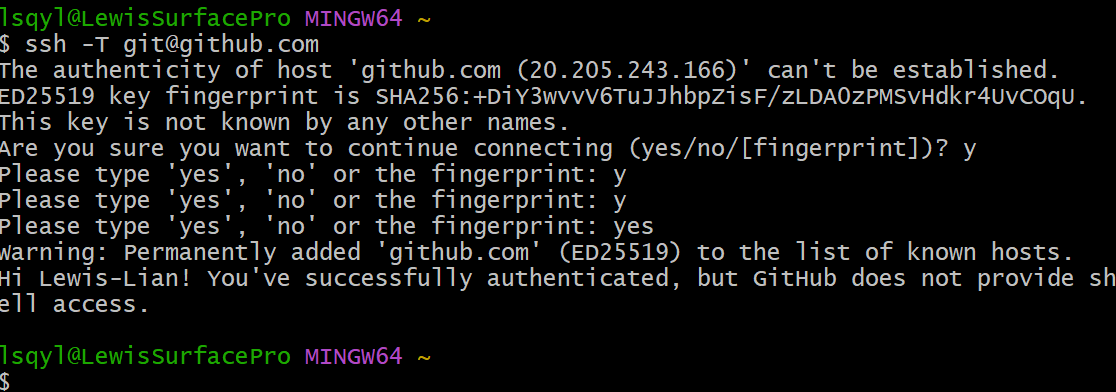 lsqyl@LewisSurfacePro MINGW64 ~
$ ssh -T git@github.com
The authenticity of host 'github.com (20.205.243.166)' can't be established.
ED25519 key fingerprint is SHA256:+DiY3wvvV6TuJJhbpZisF/zLDA0zPMSvHdkr4UvCOqU.
This key is not known by any other names.
Are you sure you want to continue connecting (yes/no/[fingerprint])? y
Please type 'yes', 'no' or the fingerprint: y
Please type 'yes', 'no' or the fingerprint: y
Please type 'yes', 'no' or the fingerprint: yes
Warning: Permanently added 'github.com' (ED25519) to the list of known hosts.
Hi Lewis-Lian! You've successfully authenticated, but GitHub does not provide sh
ell access.
lsqyl@LewisSurfacePro MINGW64 ~
$